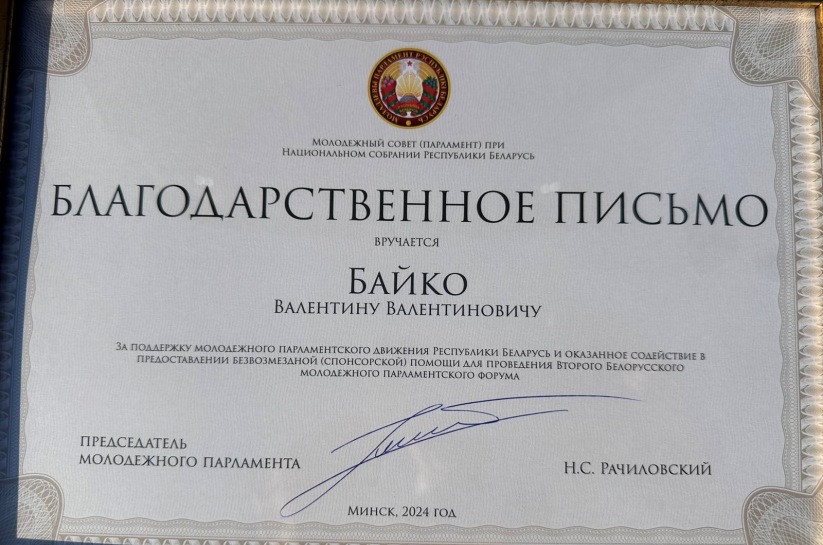 Молодежный совет (парламент) при
Национальном собрании Республики Беларусь
БЛАГОДАРСТВЕННОЕ ПИСЬМО
вручается
Байко
Валентину Валентиновичу
За поддержку молодежного парламентского движения Республики Беларусь и оказанное содействие в
предоставлении безвозмездной (спонсорской) помощи для проведения Второго Белорусского
молодежного парламентского форума
Председатель
молодежного парламента
Н.С. Рачиловский
Минск, 2024 год